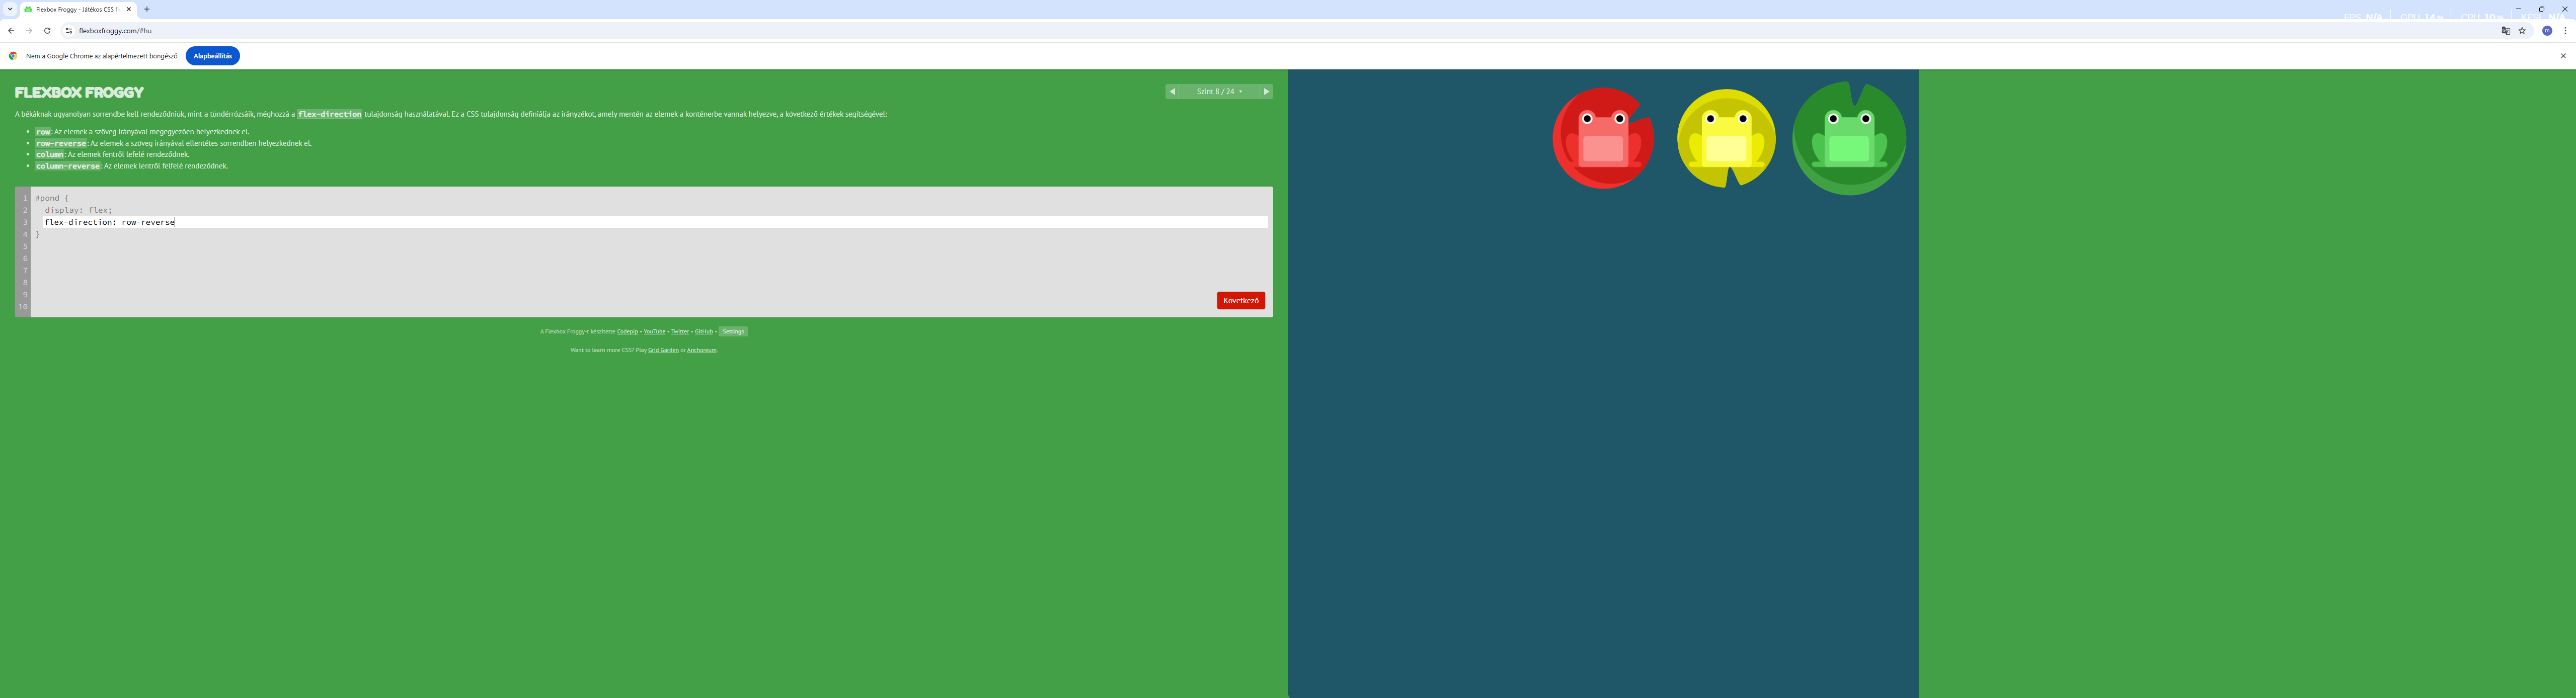 Flexbox Froggy - Játékos CSS f
flexboxfroggy.com/#hu
Nem a Google Chrome az alapértelmezett böngésző
Alapbeállítás
FLEXBOX FROGGY
Szint 8 / 24
A békáknak ugyanolyan sorrendbe kell rendeződniük, mint a tündérrózsáik, méghozzá a flex-direction tulajdonság használatával. Ez a CSS tulajdonság definiálja az irányzékot, amely mentén az elemek a konténerbe vannak helyezve, a következő értékek segítségével:
• row: Az elemek a szöveg irányával megegyezően helyezkednek el.
• row-reverse: Az elemek a szöveg irányával ellentétes sorrendben helyezkednek el.
• column: Az elemek fentről lefelé rendeződnek.
• column-reverse: Az elemek lentről felfelé rendeződnek.
1 #pond {
2 display: flex;
3 flex-direction: row-reverse
4 }
5
6
7
8
9
10
Következő
A Flexbox Froggy-t készítette Codepip • YouTube • Twitter • GitHub • Settings
Want to learn more CSS? Play Grid Garden or Anchoreum.